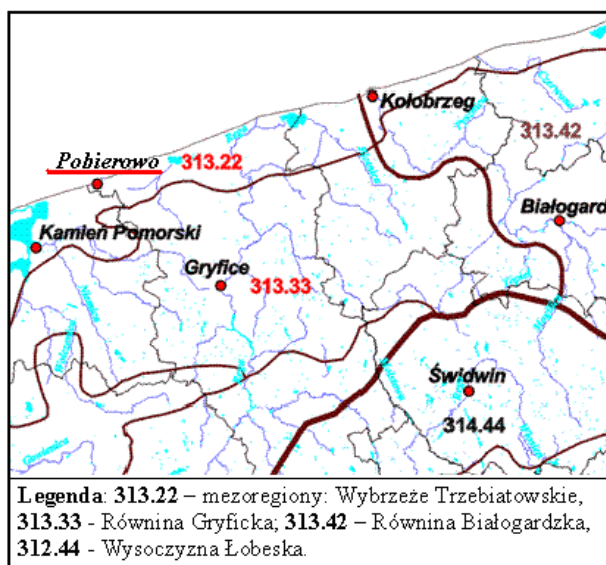 Kołobrzeg
313.42
Pobierowo
313.22
Białogard
Kamień Pomorski
Gryfice
313.33
Świdwin
314.44
Legenda: 313.22 – mezoregiony: Wybrzeże Trzebiatowskie,
313.33 - Równina Gryficka; 313.42 – Równina Białogardzka,
312.44 - Wysoczyzna Łobeska.